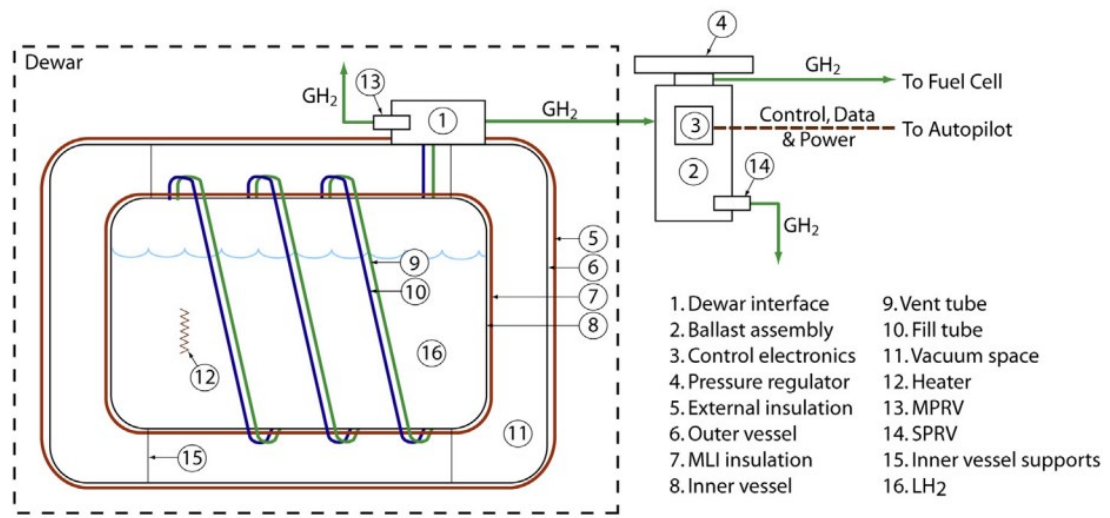 Dewar
GH₂
13
1
GH₂
4
GH₂
To Fuel Cell
3
Control, Data
& Power
To Autopilot
2
14
GH₂
5
6
7
8
9
10
16
12
11
15
1. Dewar interface
2. Ballast assembly
3. Control electronics
4. Pressure regulator
5. External insulation
6. Outer vessel
7. MLI insulation
8. Inner vessel
9. Vent tube
10. Fill tube
11. Vacuum space
12. Heater
13. MPRV
14. SPRV
15. Inner vessel supports
16. LH₂